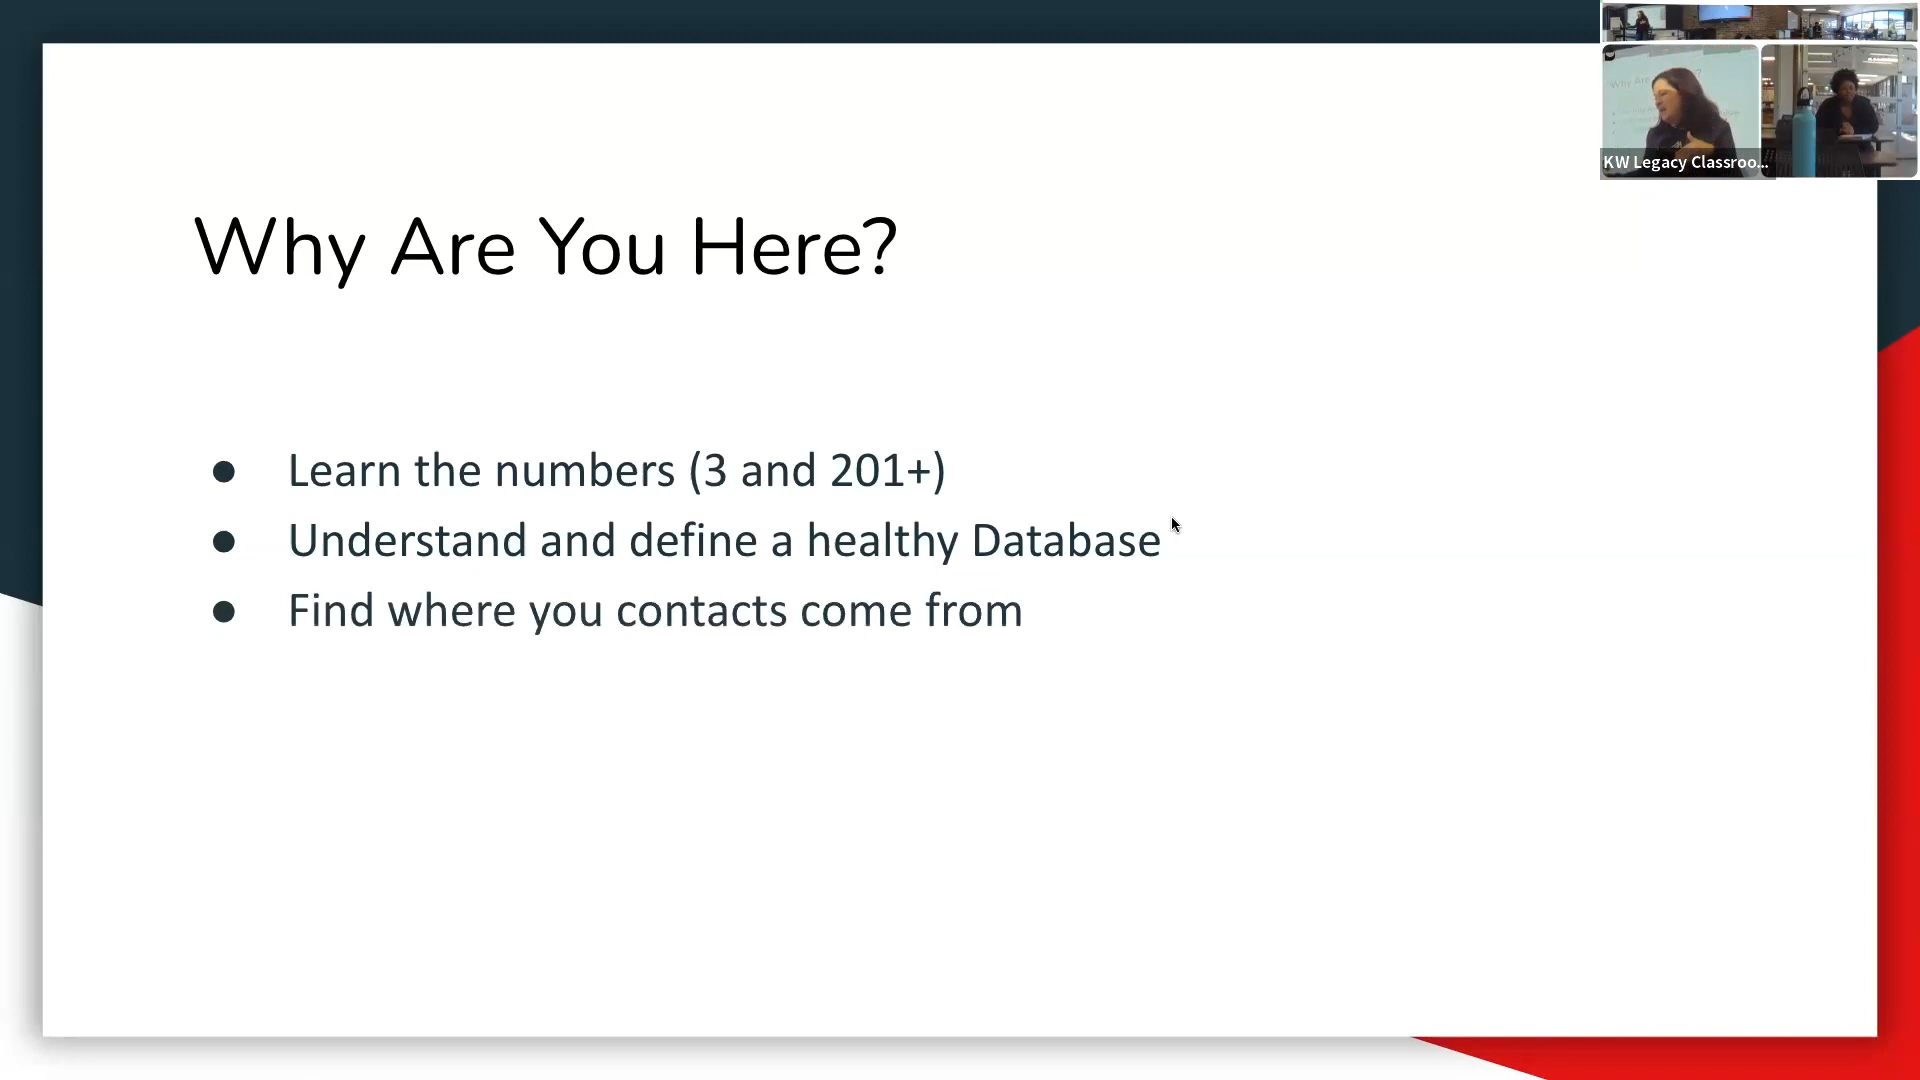 KW Legacy Classroo...
Why Are You Here?
● Learn the numbers (3 and 201+)
● Understand and define a healthy Database
● Find where you contacts come from